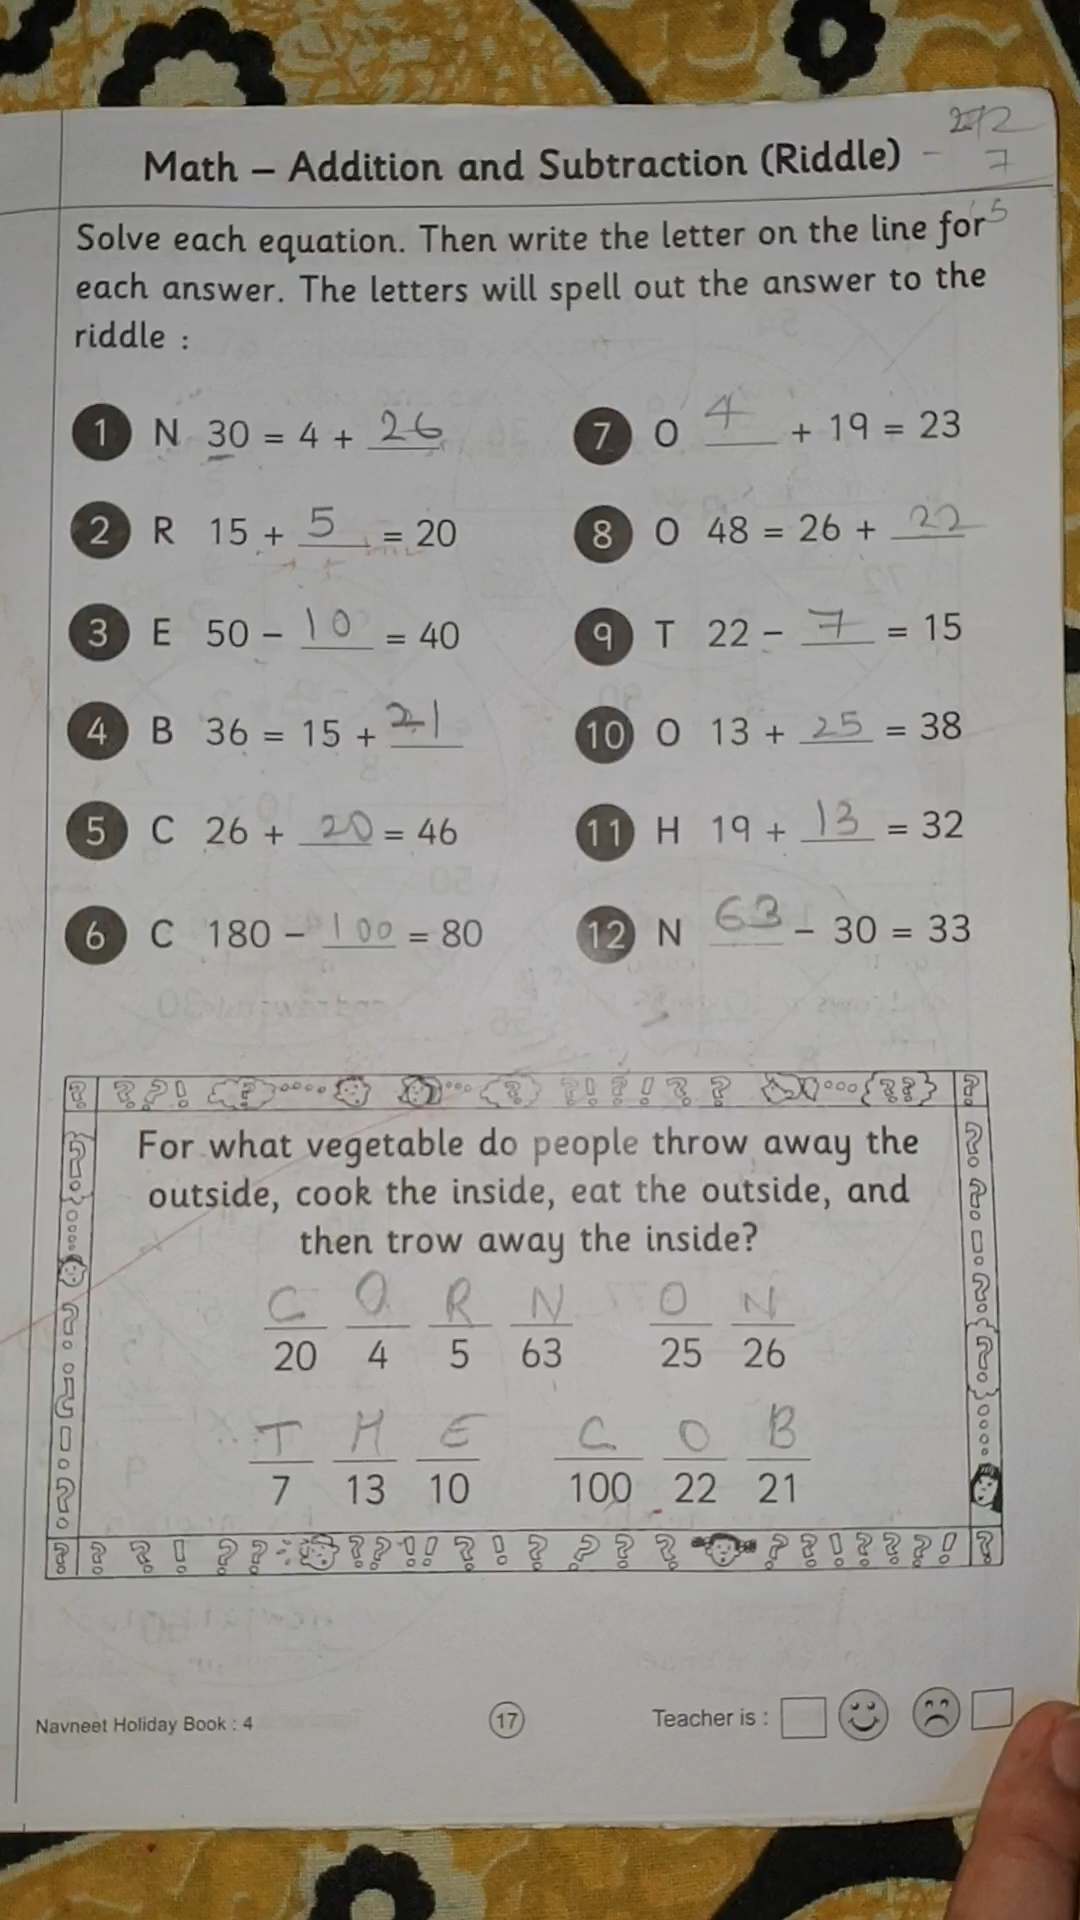 272
Math – Addition and Subtraction (Riddle) - 7
15
Solve each equation. Then write the letter on the line for
each answer. The letters will spell out the answer to the
riddle :
1 N 30 = 4 + 26
2 R 15 + 5 = 20
3 E 50 – 10 = 40
4 B 36 = 15 + 21
5 C 26 + 20 = 46
6 C 180 – 100 = 80
7 O 4 + 19 = 23
8 O 48 = 26 + 22
9 T 22 – 7 = 15
10 O 13 + 25 = 38
11 H 19 + 13 = 32
12 N 63 – 30 = 33
For what vegetable do people throw away the
outside, cook the inside, eat the outside, and
then trow away the inside?
C O R N O N
20 4 5 63 25 26
T H E C O B
7 13 10 100 22 21
Navneet Holiday Book : 4 17 Teacher is :